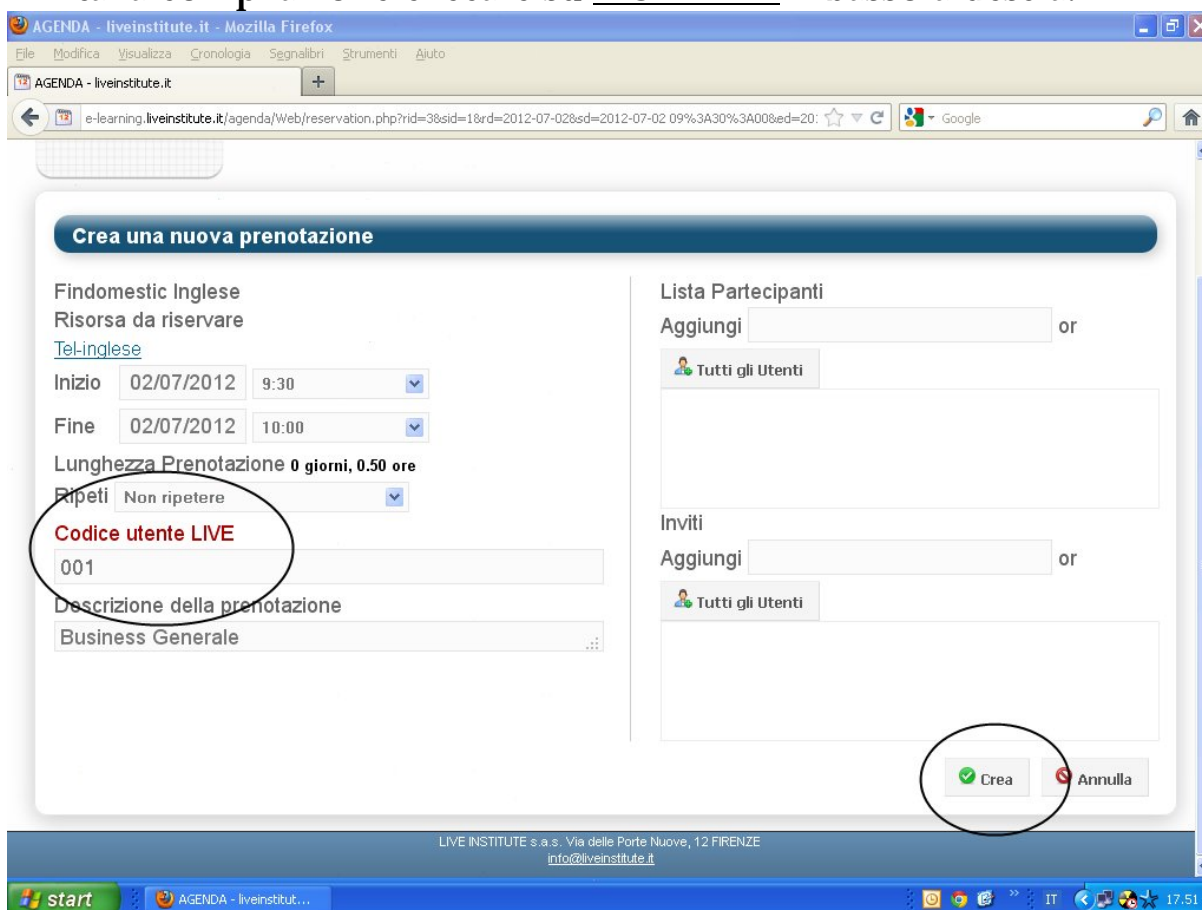 AGENDA - liveinstitute.it - Mozilla Firefox
File Modifica Visualizza Cronologia Segnalibri Strumenti Aiuto
AGENDA - liveinstitute.it
e-learning.liveinstitute.it/agenda/Web/reservation.php?rid=3&sid=1&rd=2012-07-02&sd=2012-07-02 09%3A30%3A00&ed=20:
Google
Crea una nuova prenotazione
Findomestic Inglese
Risorsa da riservare
Tel-inglese
Inizio 02/07/2012 9:30
Fine 02/07/2012 10:00
Lunghezza Prenotazione 0 giorni, 0.50 ore
Ripeti Non ripetere
Codice utente LIVE
001
Descrizione della prenotazione
Business Generale
Lista Partecipanti
Aggiungi or
Tutti gli Utenti
Inviti
Aggiungi or
Tutti gli Utenti
Crea Annulla
LIVE INSTITUTE s.a.s. Via delle Porte Nuove, 12 FIRENZE
info@liveinstitute.it
start AGENDA - liveinstitut... IT 17.51